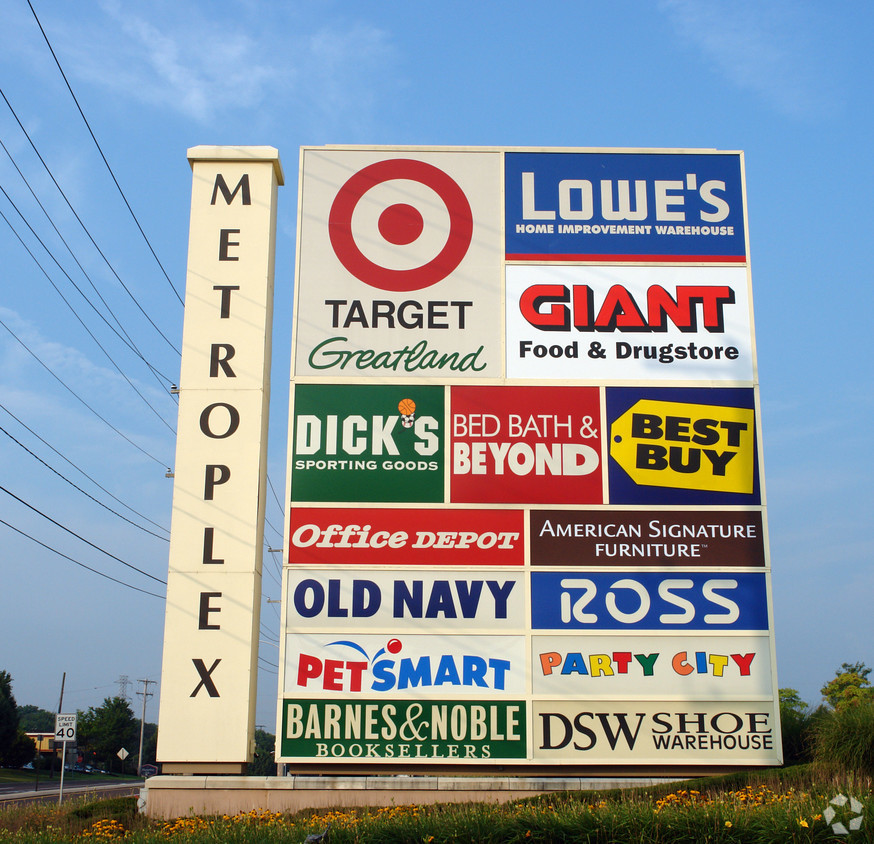 METROPLEX
TARGET
Greatland
LOWE'S
HOME IMPROVEMENT WAREHOUSE
GIANT
Food & Drugstore
DICK'S
SPORTING GOODS
BED BATH &
BEYOND
BEST
BUY
Office DEPOT
AMERICAN SIGNATURE
FURNITURE™
OLD NAVY
ROSS
PETSMART
PARTY CITY
BARNES&NOBLE
BOOKSELLERS
DSW SHOE
WAREHOUSE
SPEED
LIMIT
40